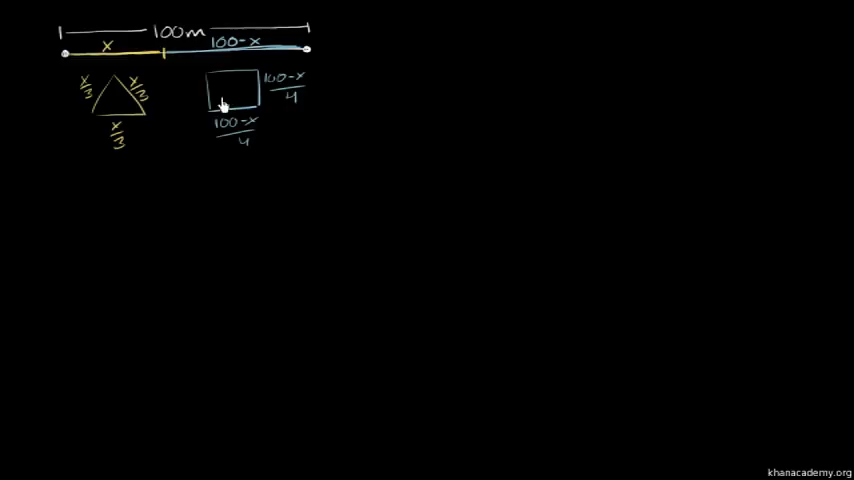 100m
x 100-x
x/3 x/3 100-x/4
x/3 100-x/4
khanacademy.org